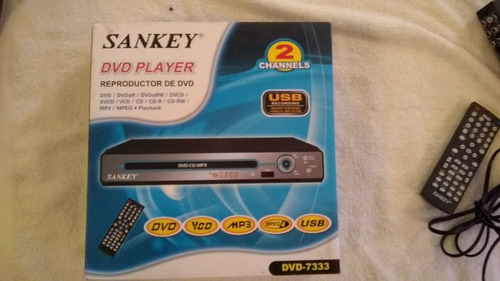 SANKEY®
2
CHANNELS
DVD PLAYER
REPRODUCTOR DE DVD
DVD / DVD±R / DVD±RW / DVCD /
SVCD / VCD / CD / CD-R / CD-RW /
MP3 / MPEG 4 Playback
USB
RECORDING
DVD/CD/MP3
SANKEY
DVD
VCD
MP3
MPEG4
USB
DVD-7333